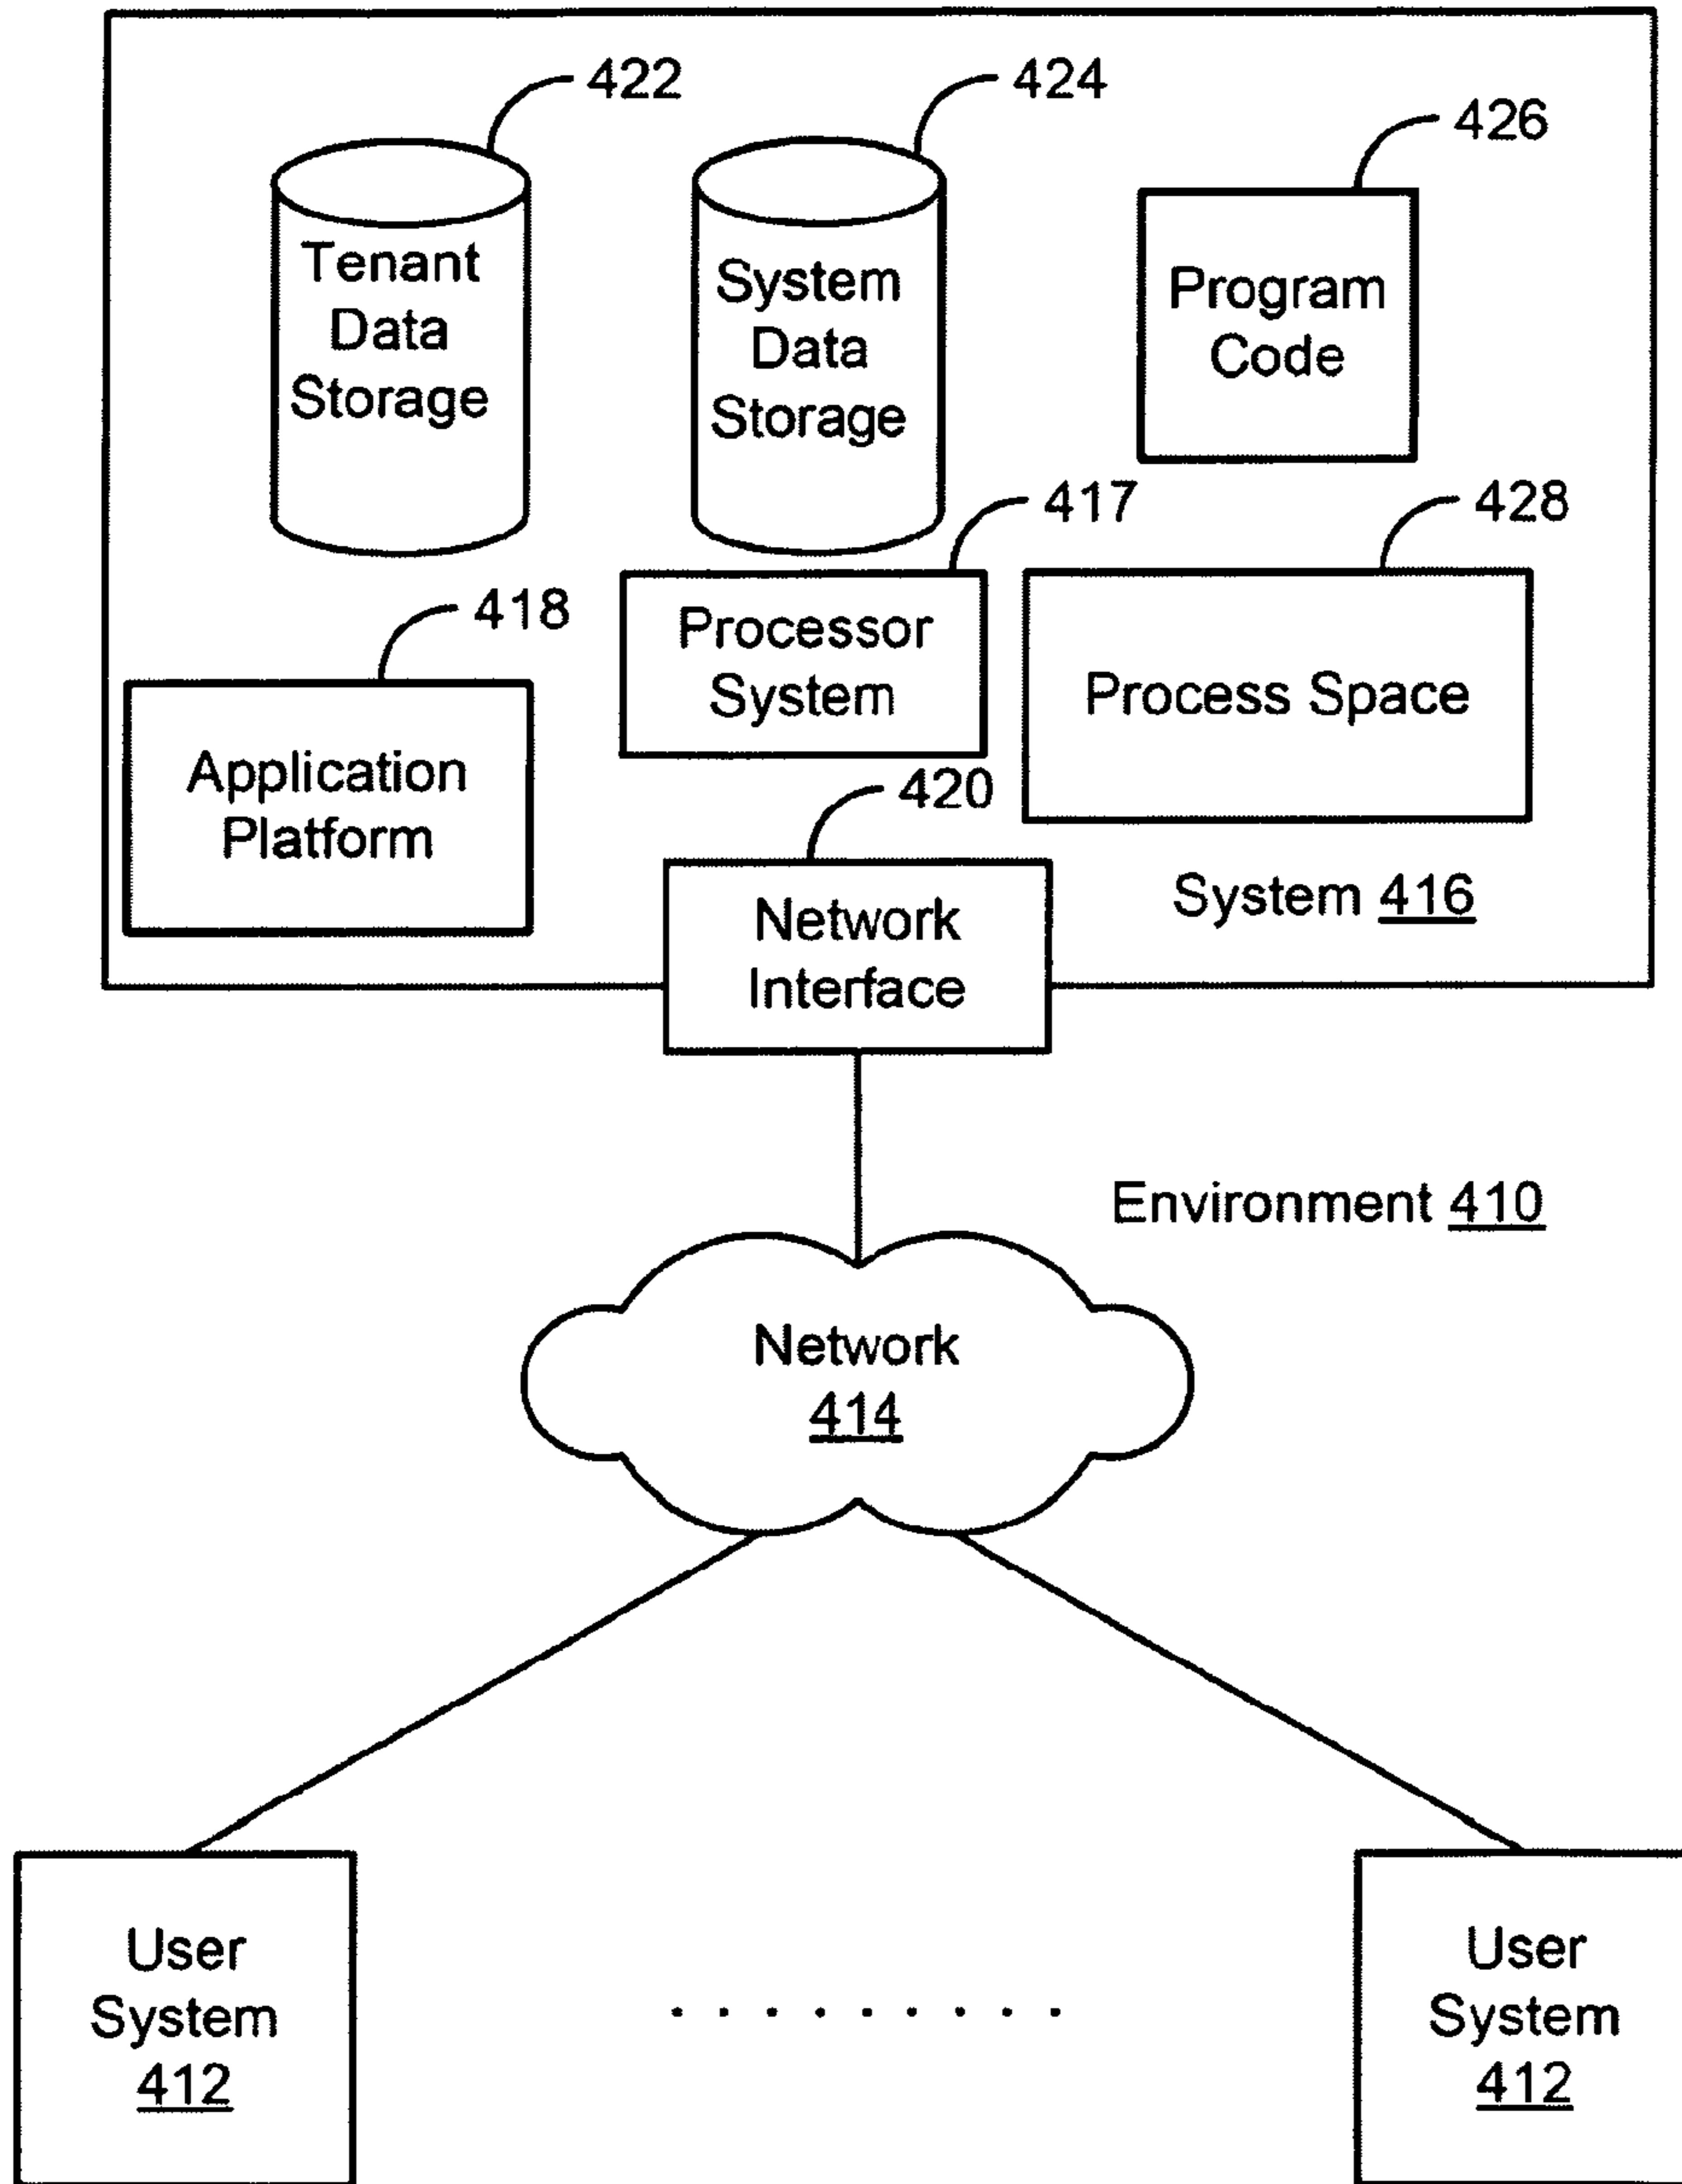 422
424
426
Tenant
Data
Storage
System
Data
Storage
Program
Code
417
428
418
Processor
System
Process Space
Application
Platform
420
System 416
Network
Interface
Environment 410
Network
414
User
System
412
. . . . . . . . .
User
System
412